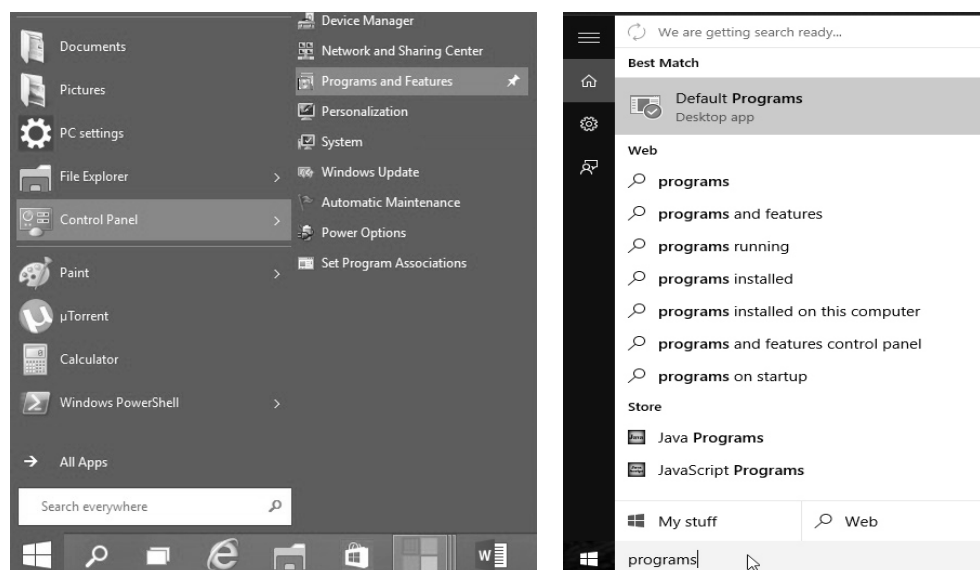 Documents
Pictures
PC settings
File Explorer
Control Panel
Paint
µTorrent
Calculator
Windows PowerShell
All Apps
Search everywhere
Device Manager
Network and Sharing Center
Programs and Features
Personalization
System
Windows Update
Automatic Maintenance
Power Options
Set Program Associations
W
We are getting search ready...
Best Match
Default Programs
Desktop app
Web
programs
programs and features
programs running
programs installed
programs installed on this computer
programs and features control panel
programs on startup
Store
Java Programs
JavaScript Programs
My stuff
Web
programs